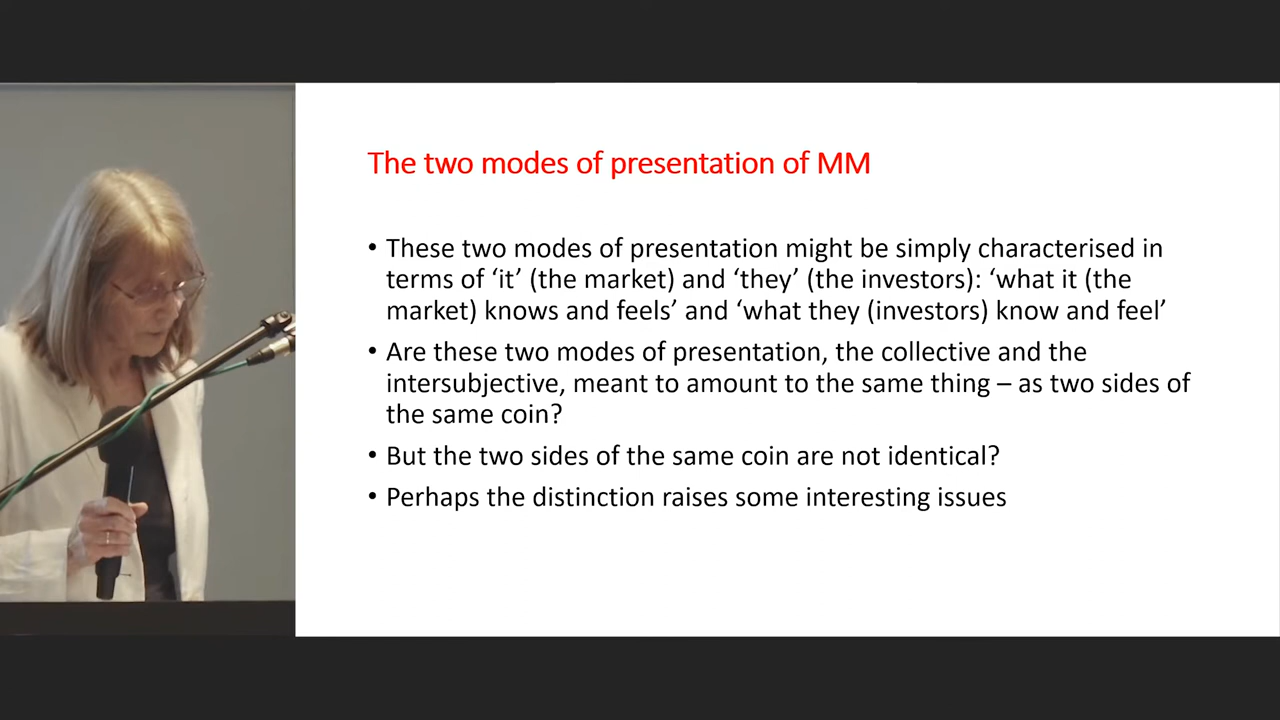 The two modes of presentation of MM
• These two modes of presentation might be simply characterised in
terms of ‘it’ (the market) and ‘they’ (the investors): ‘what it (the
market) knows and feels’ and ‘what they (investors) know and feel’
• Are these two modes of presentation, the collective and the
intersubjective, meant to amount to the same thing – as two sides of
the same coin?
• But the two sides of the same coin are not identical?
• Perhaps the distinction raises some interesting issues